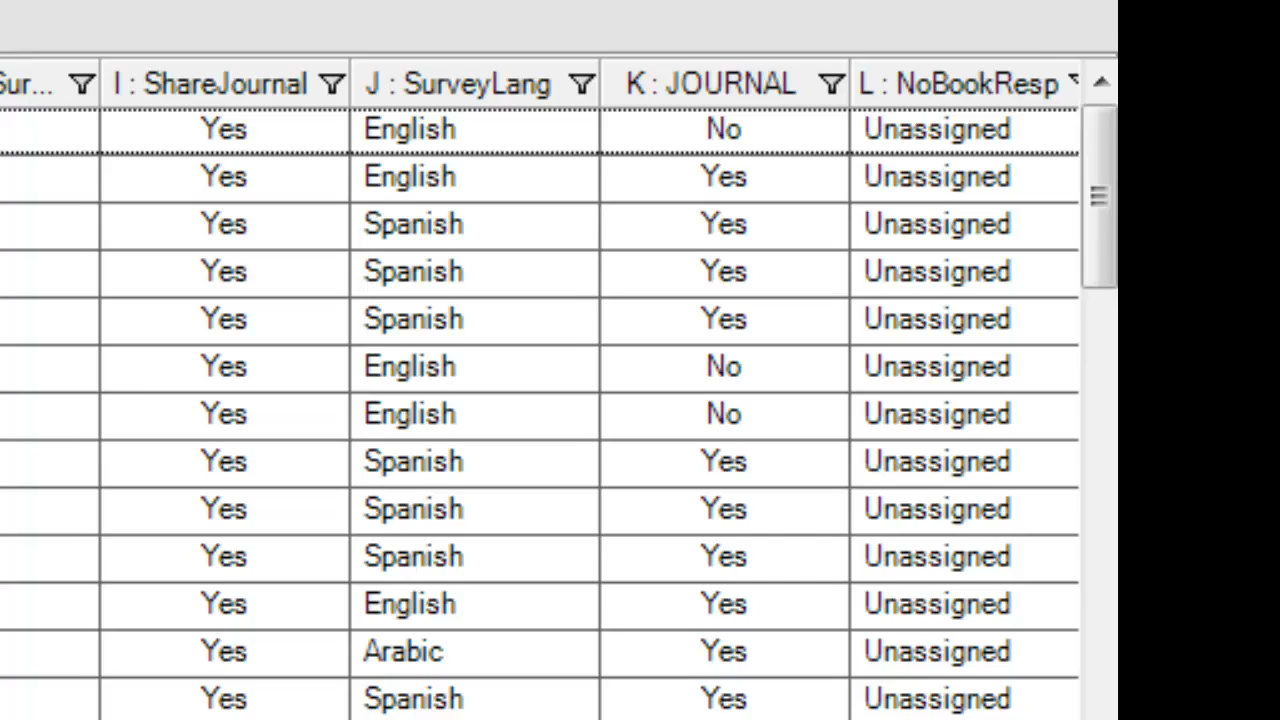 Sur... I : ShareJournal J : SurveyLang K : JOURNAL L : NoBookResp
Yes English No Unassigned
Yes English Yes Unassigned
Yes Spanish Yes Unassigned
Yes Spanish Yes Unassigned
Yes Spanish Yes Unassigned
Yes English No Unassigned
Yes English No Unassigned
Yes Spanish Yes Unassigned
Yes Spanish Yes Unassigned
Yes Spanish Yes Unassigned
Yes English Yes Unassigned
Yes Arabic Yes Unassigned
Yes Spanish Yes Unassigned